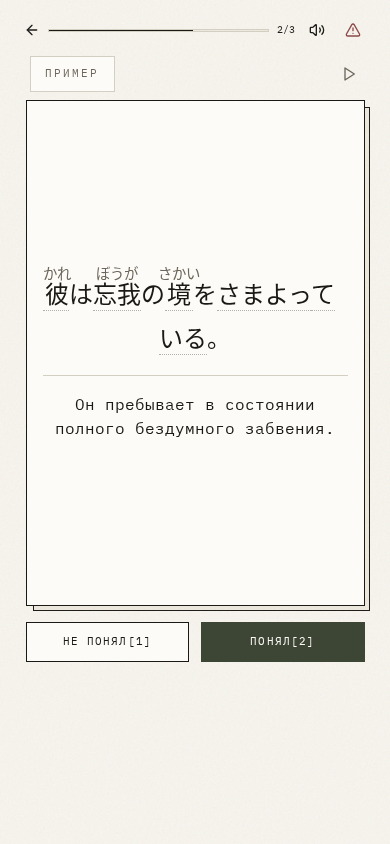 2/3
ПРИМЕР
かれ ぼうが さかい
彼は忘我の境をさまよって
いる。
Он пребывает в состоянии
полного бездумного забвения.
НЕ ПОНЯЛ[1]
ПОНЯЛ[2]